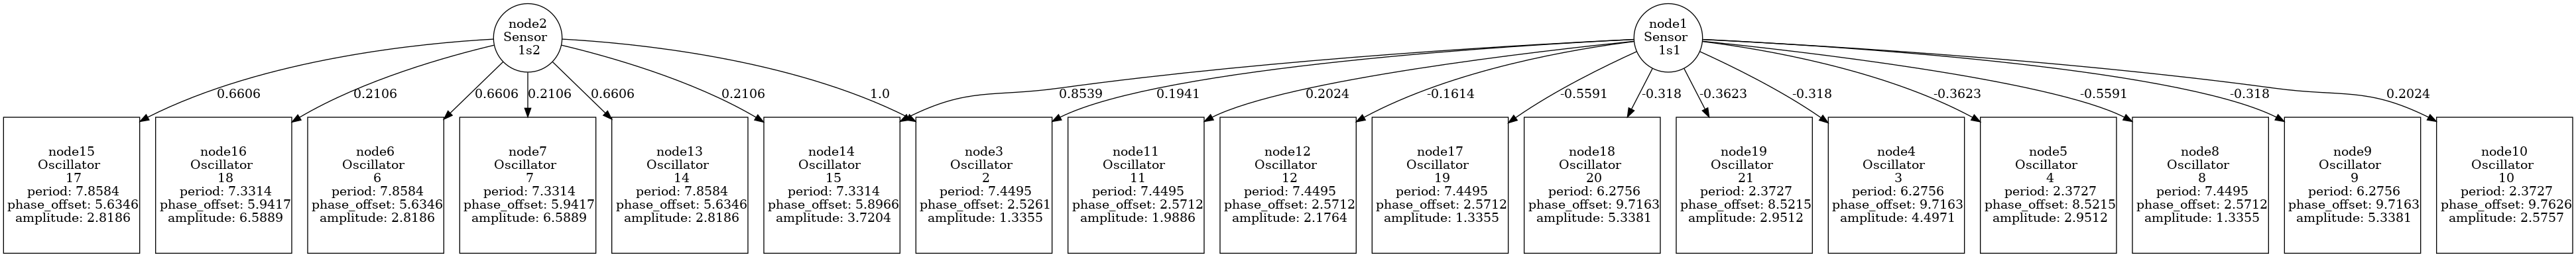 node2
Sensor
1s2
node1
Sensor
1s1
0.6606
0.2106
0.6606
0.2106
0.6606
0.2106
1.0
0.8539
0.1941
0.2024
-0.1614
-0.5591
-0.318
-0.3623
-0.318
-0.3623
-0.5591
-0.318
0.2024
node15
Oscillator
17
period: 7.8584
phase_offset: 5.6346
amplitude: 2.8186
node16
Oscillator
18
period: 7.3314
phase_offset: 5.9417
amplitude: 6.5889
node6
Oscillator
6
period: 7.8584
phase_offset: 5.6346
amplitude: 2.8186
node7
Oscillator
7
period: 7.3314
phase_offset: 5.9417
amplitude: 6.5889
node13
Oscillator
14
period: 7.8584
phase_offset: 5.6346
amplitude: 2.8186
node14
Oscillator
15
period: 7.3314
phase_offset: 5.8966
amplitude: 3.7204
node3
Oscillator
2
period: 7.4495
phase_offset: 2.5261
amplitude: 1.3355
node11
Oscillator
11
period: 7.4495
phase_offset: 2.5712
amplitude: 1.9886
node12
Oscillator
12
period: 7.4495
phase_offset: 2.5712
amplitude: 2.1764
node17
Oscillator
19
period: 7.4495
phase_offset: 2.5712
amplitude: 1.3355
node18
Oscillator
20
period: 6.2756
phase_offset: 9.7163
amplitude: 5.3381
node19
Oscillator
21
period: 2.3727
phase_offset: 8.5215
amplitude: 2.9512
node4
Oscillator
3
period: 6.2756
phase_offset: 9.7163
amplitude: 4.4971
node5
Oscillator
4
period: 2.3727
phase_offset: 8.5215
amplitude: 2.9512
node8
Oscillator
8
period: 7.4495
phase_offset: 2.5712
amplitude: 1.3355
node9
Oscillator
9
period: 6.2756
phase_offset: 9.7163
amplitude: 5.3381
node10
Oscillator
10
period: 2.3727
phase_offset: 9.7626
amplitude: 2.5757